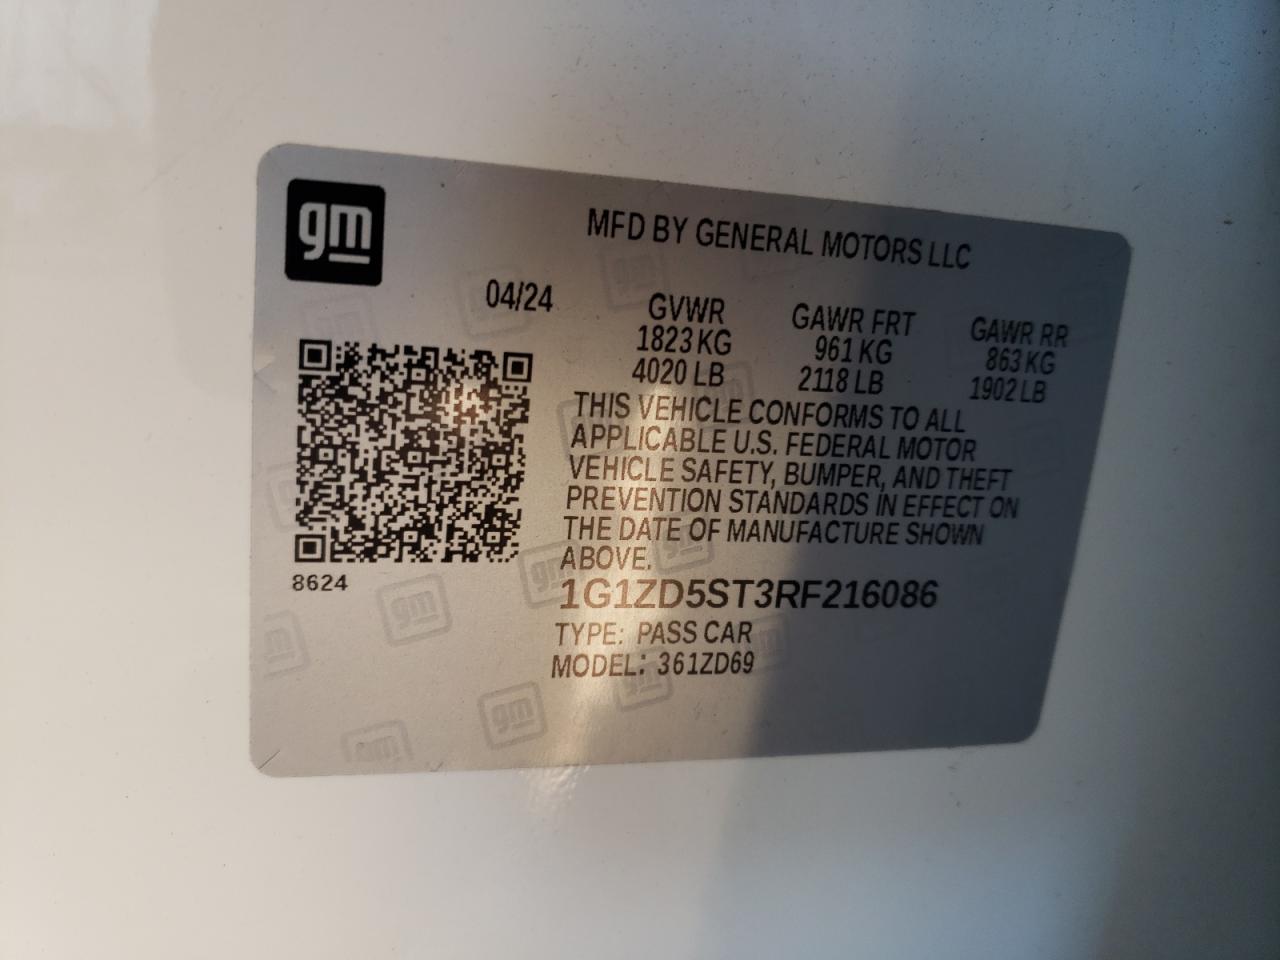 gm
MFD BY GENERAL MOTORS LLC
04/24
GVWR GAWR FRT GAWR RR
1823 KG 961 KG 863 KG
4020 LB 2118 LB 1902 LB
THIS VEHICLE CONFORMS TO ALL
APPLICABLE U.S. FEDERAL MOTOR
VEHICLE SAFETY, BUMPER, AND THEFT
PREVENTION STANDARDS IN EFFECT ON
THE DATE OF MANUFACTURE SHOWN
ABOVE.
8624
1G1ZD5ST3RF216086
TYPE: PASS CAR
MODEL: 361ZD69